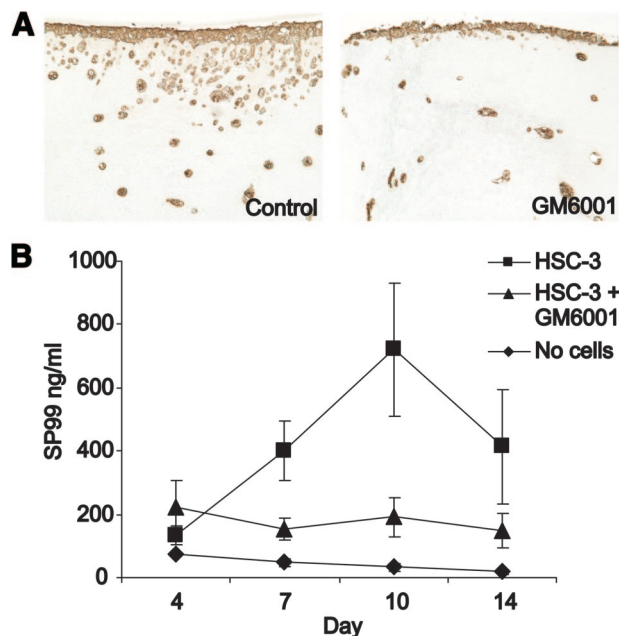 A
Control
GM6001
B
1000
800
600
400
200
0
SP99 ng/ml
4 7 10 14
Day
HSC-3
HSC-3 +
GM6001
No cells